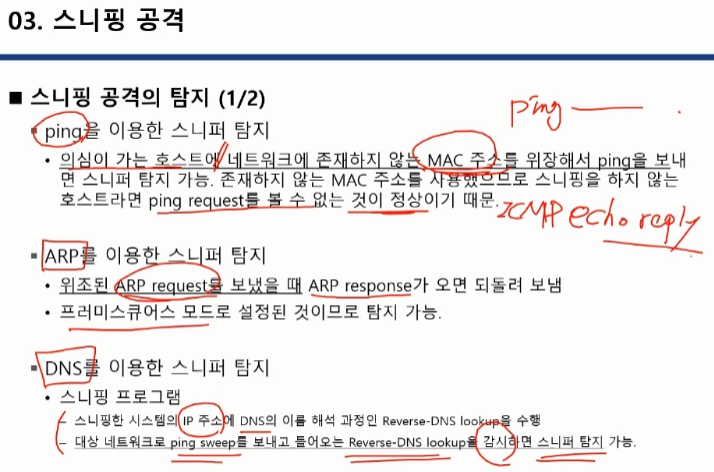 03. 스니핑 공격
■ 스니핑 공격의 탐지 (1/2)
ping
▪ ping을 이용한 스니퍼 탐지
• 의심이 가는 호스트에 네트워크에 존재하지 않는 MAC 주소를 위장해서 ping을 보내
면 스니퍼 탐지 가능. 존재하지 않는 MAC 주소를 사용했으므로 스니핑을 하지 않는
호스트라면 ping request를 볼 수 없는 것이 정상이기 때문.
ICMP echo reply
▪ ARP를 이용한 스니퍼 탐지
• 위조된 ARP request를 보냈을 때 ARP response가 오면 되돌려 보냄
• 프러미스큐어스 모드로 설정된 것이므로 탐지 가능.
▪ DNS를 이용한 스니퍼 탐지
• 스니핑 프로그램
– 스니핑한 시스템의 IP 주소에 DNS의 이름 해석 과정인 Reverse-DNS lookup을 수행
– 대상 네트워크로 ping sweep를 보내고 들어오는 Reverse-DNS lookup을 감시하면 스니퍼 탐지 가능.